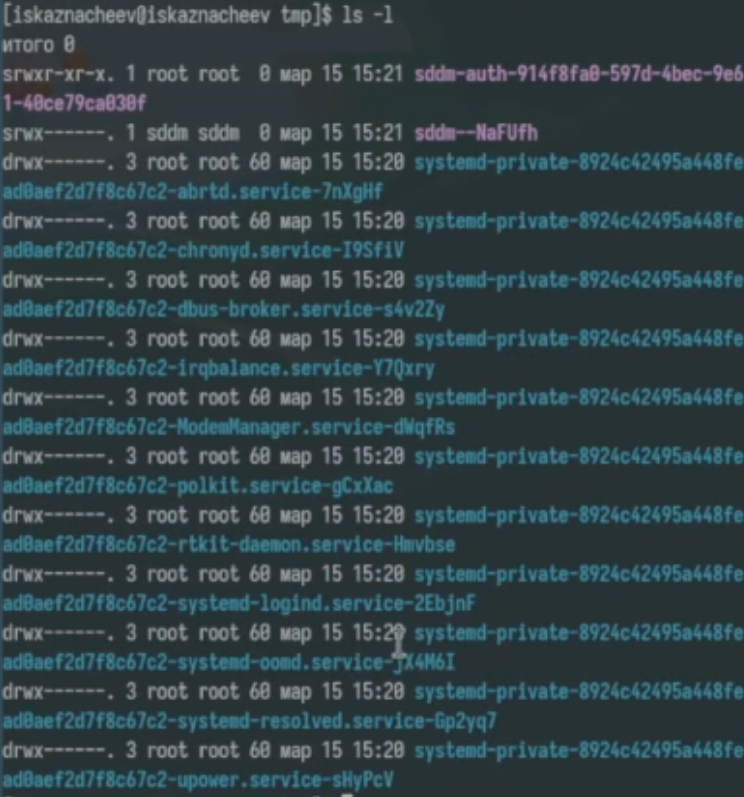 [iskaznacheev@iskaznacheev tmp]$ ls -l
итого 0
srwxr-xr-x. 1 root root  0 мар 15 15:21 sddm-auth-914f8fa0-597d-4bec-9e6
1-40ce79ca030f
srwx------. 1 sddm sddm  0 мар 15 15:21 sddm--NaFUfh
drwx------. 3 root root 60 мар 15 15:20 systemd-private-8924c42495a448fe
ad0aef2d7f8c67c2-abrtd.service-7nXgHf
drwx------. 3 root root 60 мар 15 15:20 systemd-private-8924c42495a448fe
ad0aef2d7f8c67c2-chronyd.service-I9SfiV
drwx------. 3 root root 60 мар 15 15:20 systemd-private-8924c42495a448fe
ad0aef2d7f8c67c2-dbus-broker.service-s4v2Zy
drwx------. 3 root root 60 мар 15 15:20 systemd-private-8924c42495a448fe
ad0aef2d7f8c67c2-irqbalance.service-Y7Qxry
drwx------. 3 root root 60 мар 15 15:20 systemd-private-8924c42495a448fe
ad0aef2d7f8c67c2-ModemManager.service-dWqfRs
drwx------. 3 root root 60 мар 15 15:20 systemd-private-8924c42495a448fe
ad0aef2d7f8c67c2-polkit.service-gCxXac
drwx------. 3 root root 60 мар 15 15:20 systemd-private-8924c42495a448fe
ad0aef2d7f8c67c2-rtkit-daemon.service-Hmvbse
drwx------. 3 root root 60 мар 15 15:20 systemd-private-8924c42495a448fe
ad0aef2d7f8c67c2-systemd-logind.service-2EbjnF
drwx------. 3 root root 60 мар 15 15:20 systemd-private-8924c42495a448fe
ad0aef2d7f8c67c2-systemd-oomd.service-jX4M6I
drwx------. 3 root root 60 мар 15 15:20 systemd-private-8924c42495a448fe
ad0aef2d7f8c67c2-systemd-resolved.service-Gp2yq7
drwx------. 3 root root 60 мар 15 15:20 systemd-private-8924c42495a448fe
ad0aef2d7f8c67c2-upower.service-sHyPcV